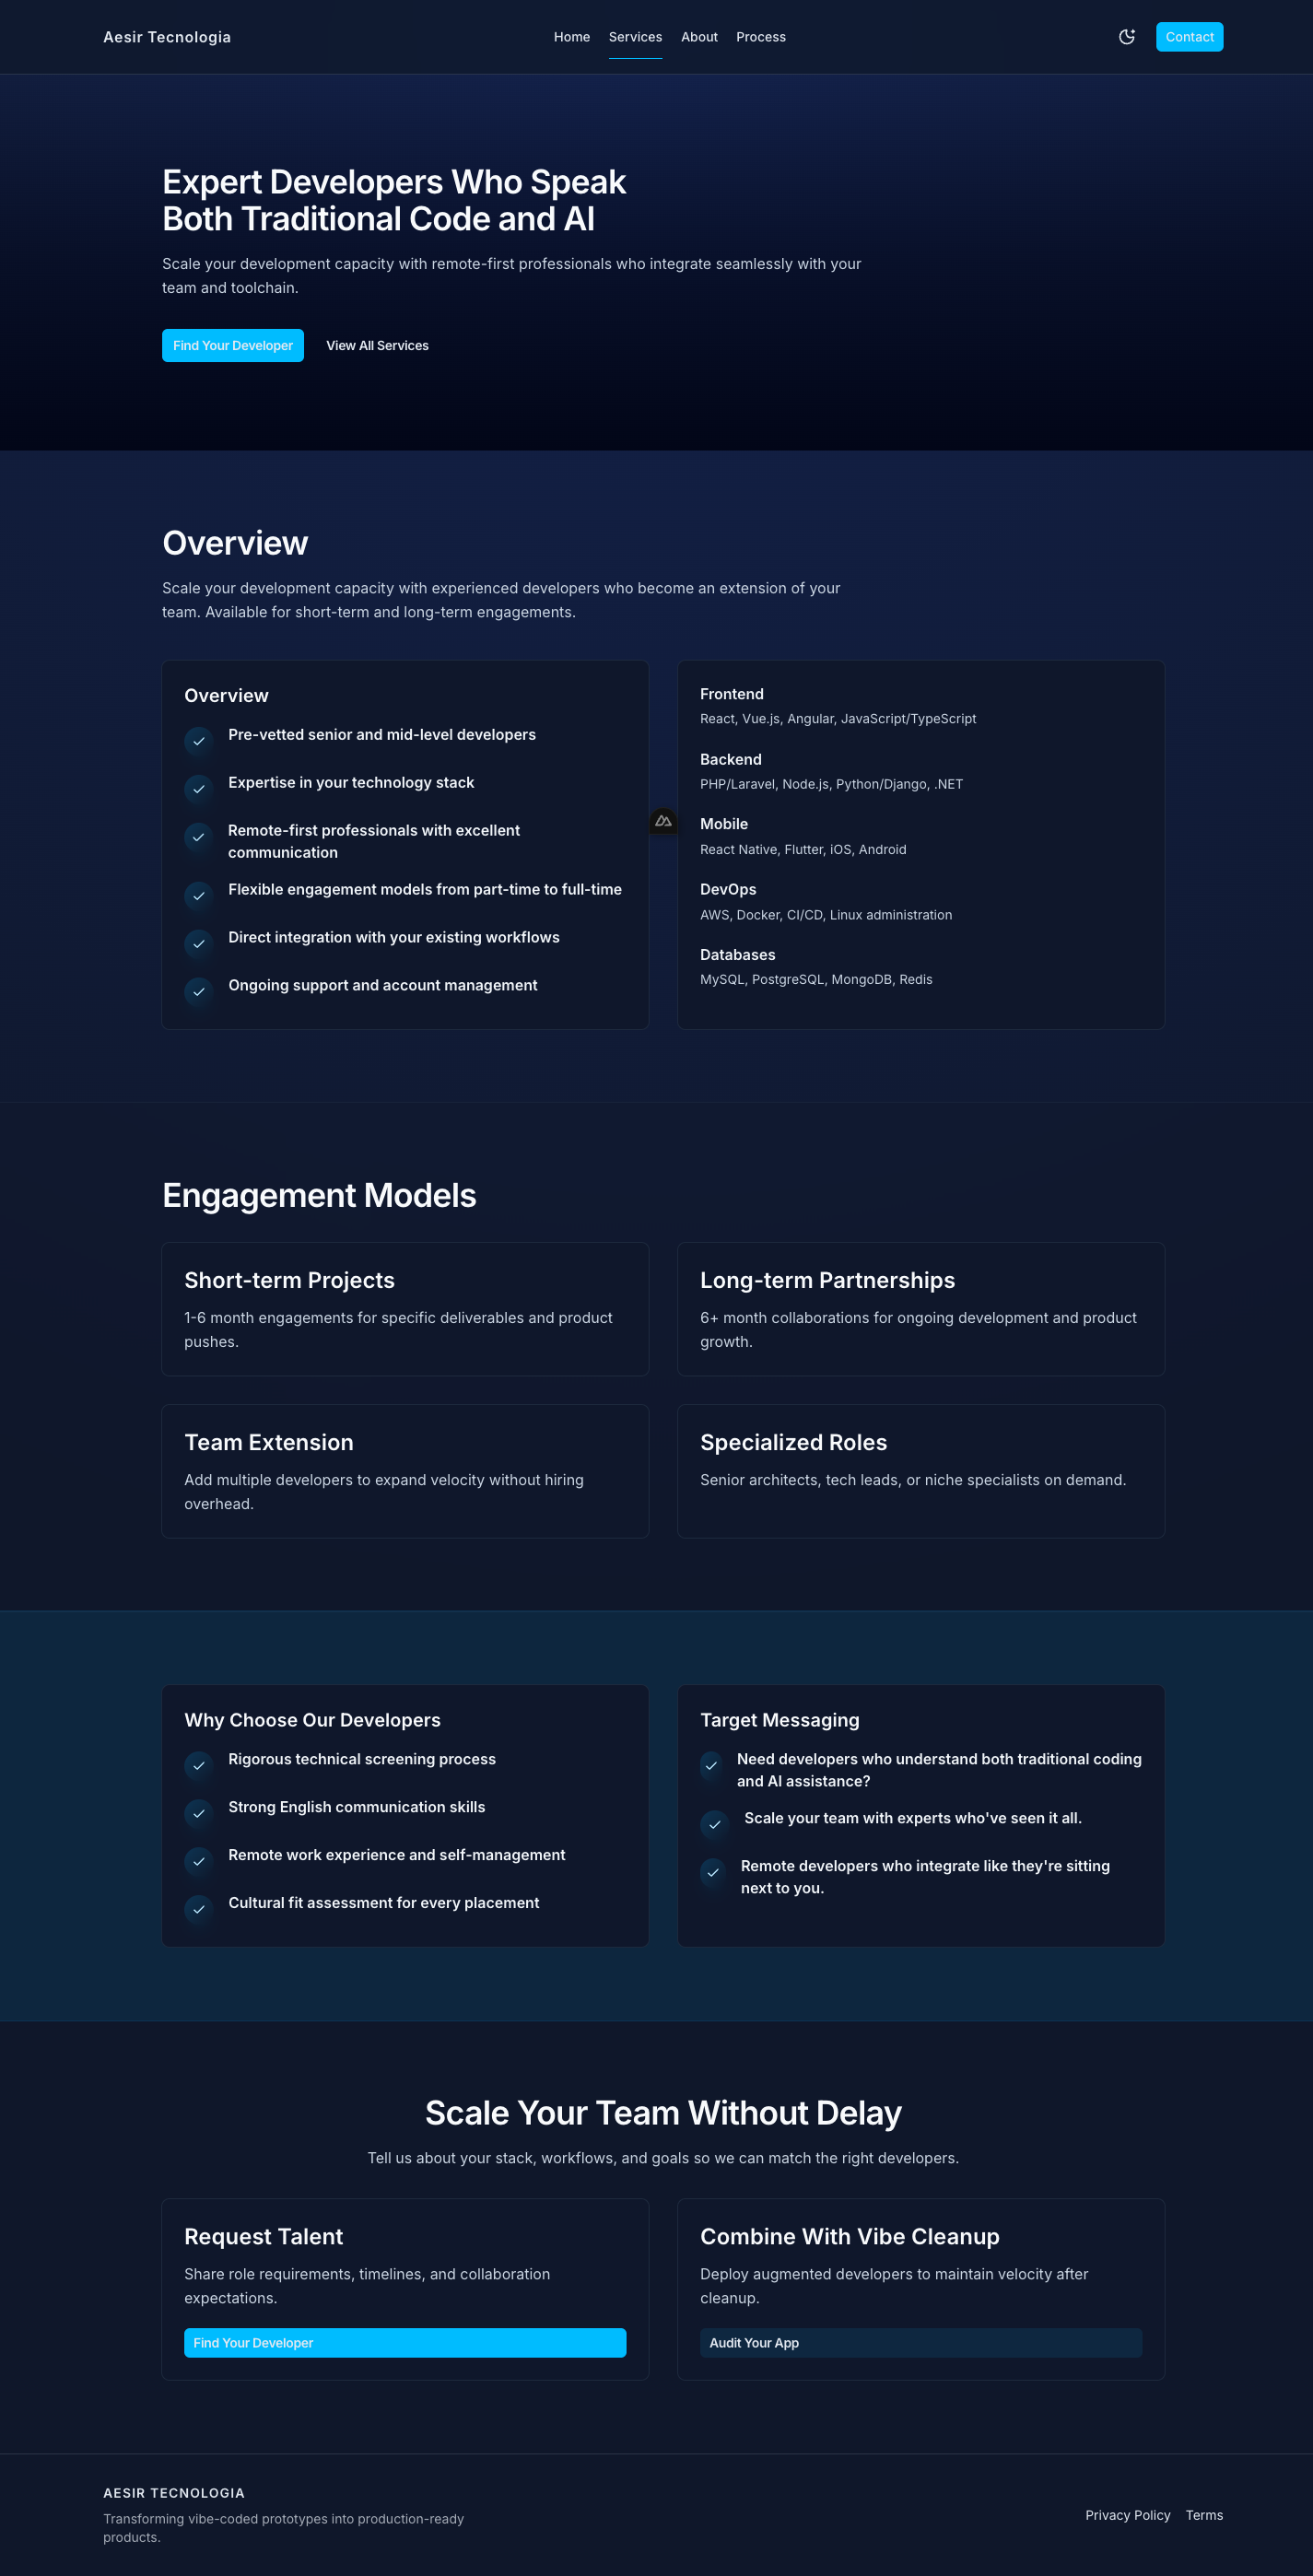 Aesir Tecnologia
Home
Services
About
Process
Contact
Expert Developers Who Speak
Both Traditional Code and AI
Scale your development capacity with remote-first professionals who integrate seamlessly with your
team and toolchain.
Find Your Developer
View All Services
Overview
Scale your development capacity with experienced developers who become an extension of your
team. Available for short-term and long-term engagements.
Overview
Pre-vetted senior and mid-level developers
Expertise in your technology stack
Remote-first professionals with excellent
communication
Flexible engagement models from part-time to full-time
Direct integration with your existing workflows
Ongoing support and account management
Frontend
React, Vue.js, Angular, JavaScript/TypeScript
Backend
PHP/Laravel, Node.js, Python/Django, .NET
Mobile
React Native, Flutter, iOS, Android
DevOps
AWS, Docker, CI/CD, Linux administration
Databases
MySQL, PostgreSQL, MongoDB, Redis
Engagement Models
Short-term Projects
1-6 month engagements for specific deliverables and product
pushes.
Long-term Partnerships
6+ month collaborations for ongoing development and product
growth.
Team Extension
Add multiple developers to expand velocity without hiring
overhead.
Specialized Roles
Senior architects, tech leads, or niche specialists on demand.
Why Choose Our Developers
Rigorous technical screening process
Strong English communication skills
Remote work experience and self-management
Cultural fit assessment for every placement
Target Messaging
Need developers who understand both traditional coding
and AI assistance?
Scale your team with experts who've seen it all.
Remote developers who integrate like they're sitting
next to you.
Scale Your Team Without Delay
Tell us about your stack, workflows, and goals so we can match the right developers.
Request Talent
Share role requirements, timelines, and collaboration
expectations.
Find Your Developer
Combine With Vibe Cleanup
Deploy augmented developers to maintain velocity after
cleanup.
Audit Your App
AESIR TECNOLOGIA
Transforming vibe-coded prototypes into production-ready
products.
Privacy Policy
Terms